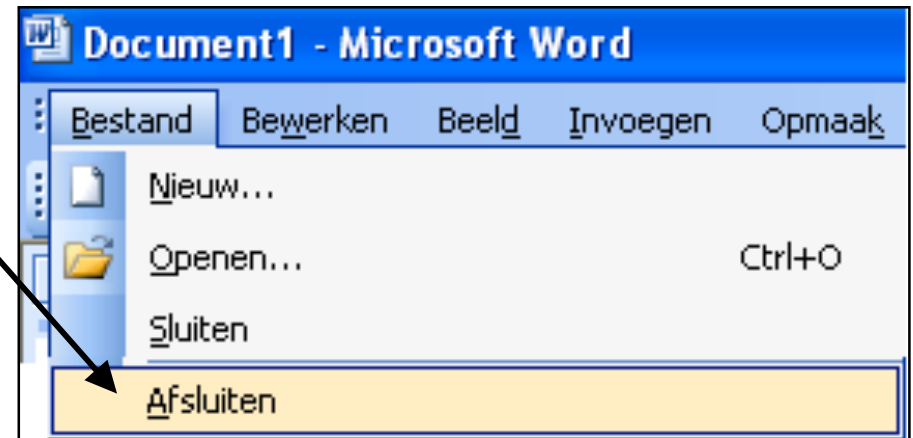 Document1 - Microsoft Word
Bestand Bewerken Beeld Invoegen Opmaak
Nieuw...
Openen... Ctrl+O
Sluiten
Afsluiten